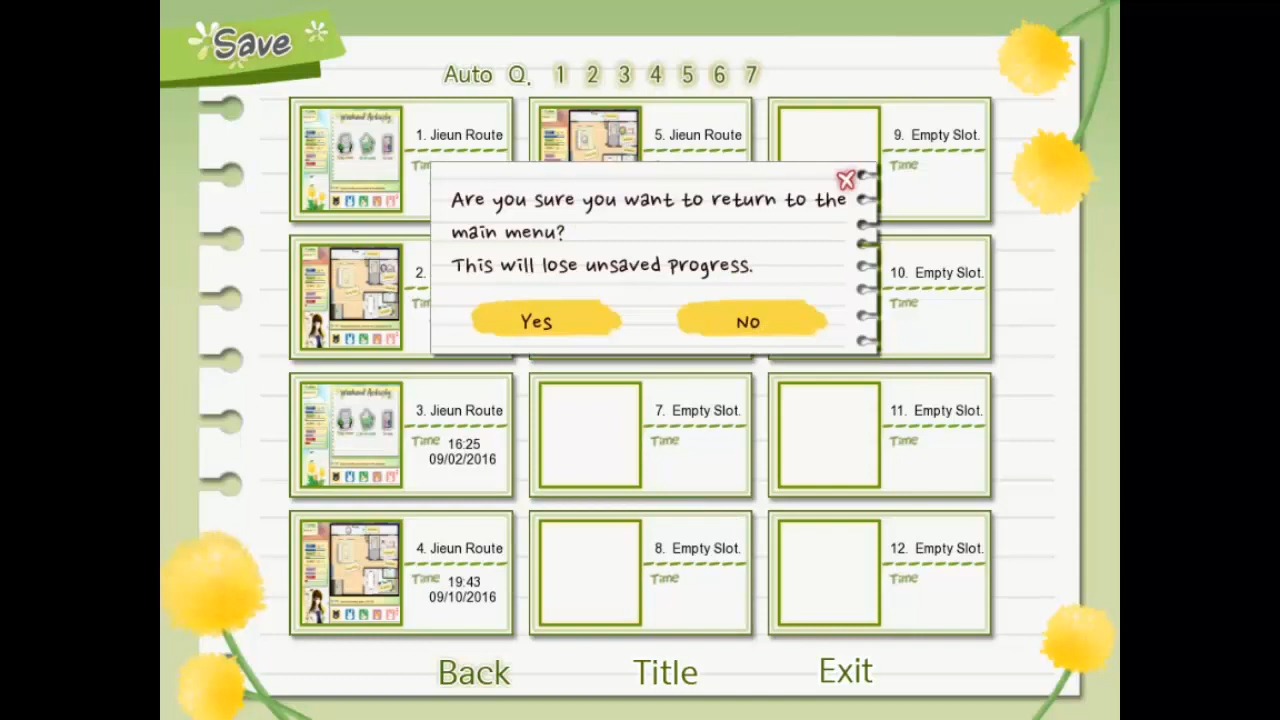 Save
Auto Q. 1 2 3 4 5 6 7
1. Jieun Route
5. Jieun Route
9. Empty Slot.
Time
Are you sure you want to return to the
main menu?
This will lose unsaved progress.
Yes
No
2.
10. Empty Slot.
Time
3. Jieun Route
Time 16:25
09/02/2016
7. Empty Slot.
Time
11. Empty Slot.
Time
4. Jieun Route
Time 19:43
09/10/2016
8. Empty Slot.
Time
12. Empty Slot.
Time
Back Title Exit